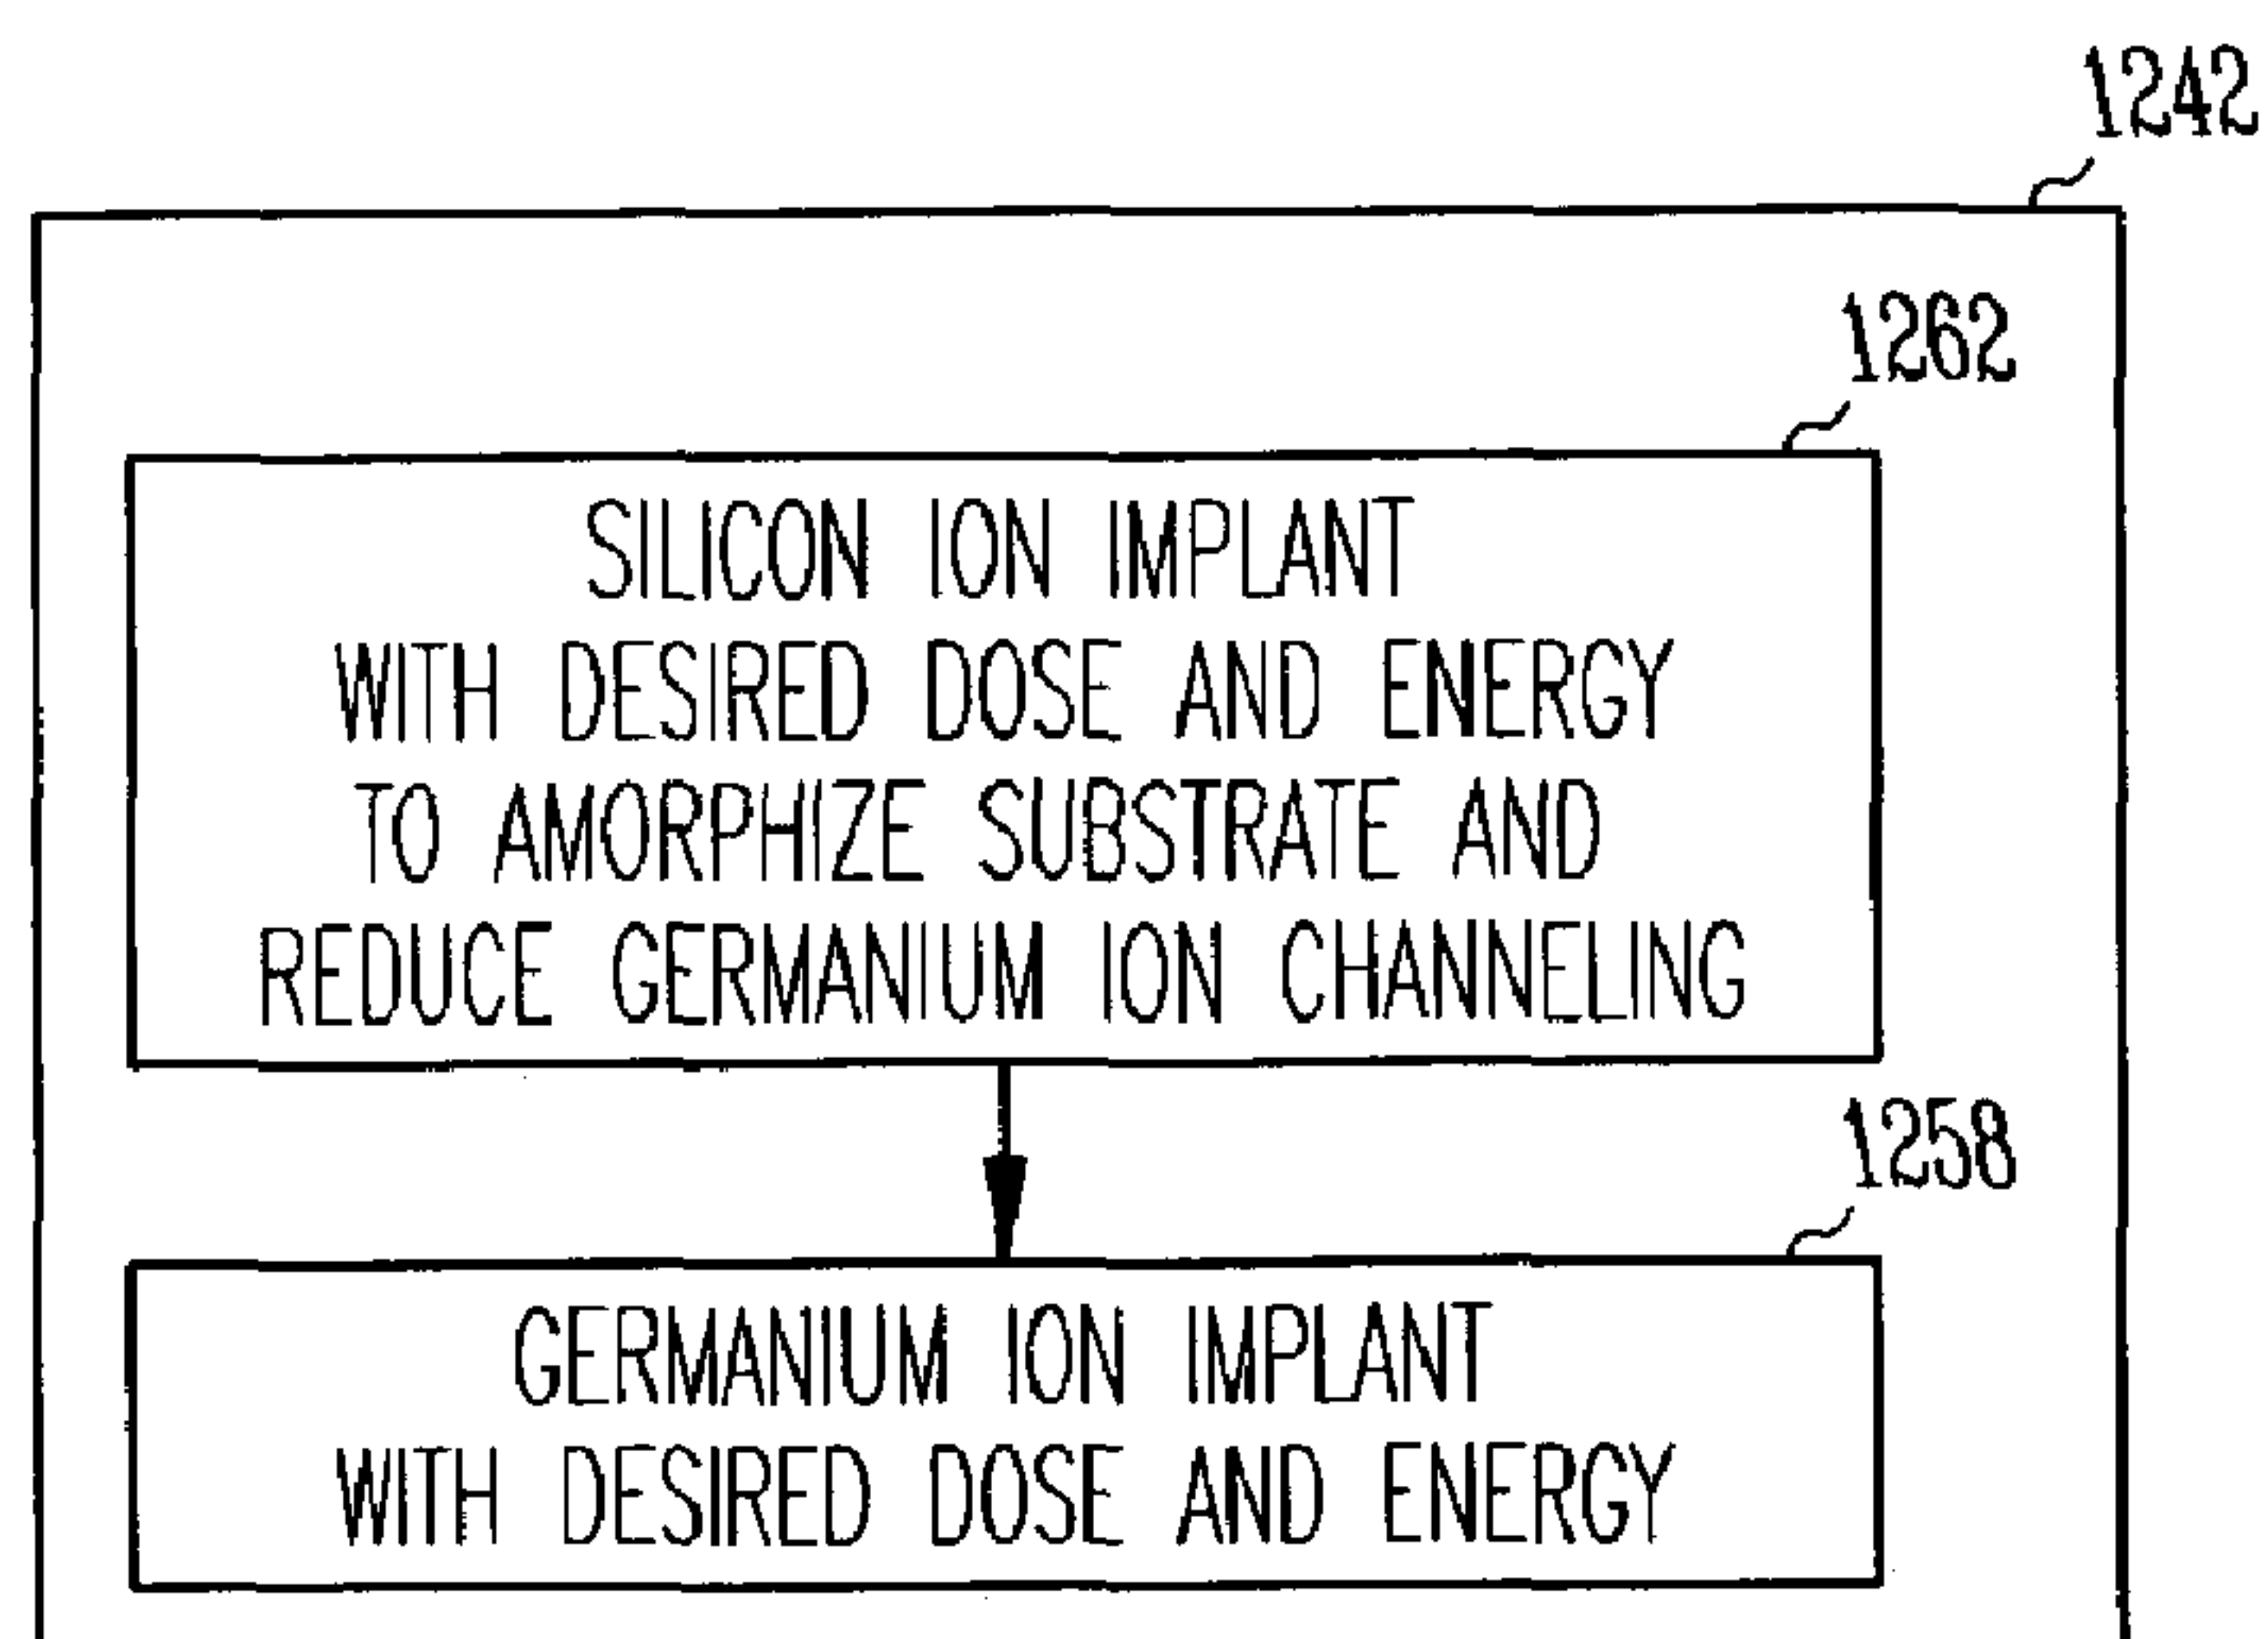 1242
1262
SILICON ION IMPLANT
WITH DESIRED DOSE AND ENERGY
TO AMORPHIZE SUBSTRATE AND
REDUCE GERMANIUM ION CHANNELING
1258
GERMANIUM ION IMPLANT
WITH DESIRED DOSE AND ENERGY